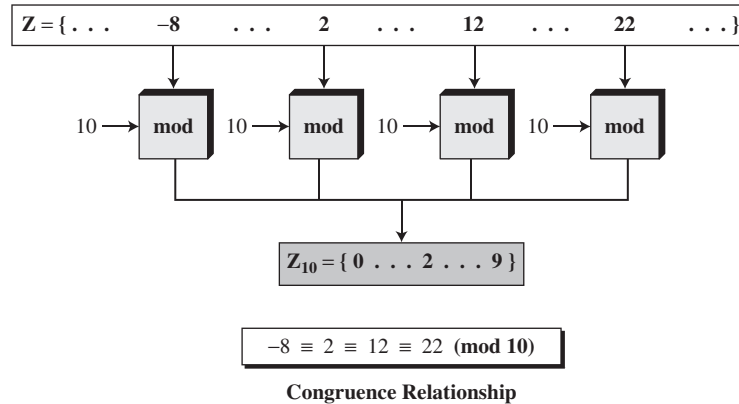 Z = { . . . −8 . . . 2 . . . 12 . . . 22 . . . }
10 mod 10 mod 10 mod 10 mod
Z10 = { 0 . . . 2 . . . 9 }
−8 ≡ 2 ≡ 12 ≡ 22 (mod 10)
Congruence Relationship